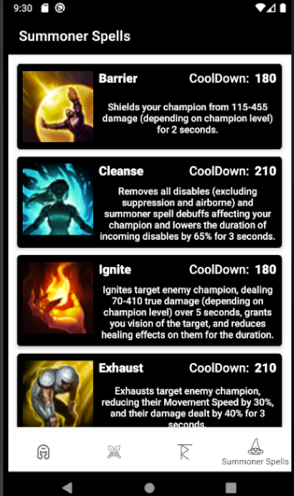 9:30
Summoner Spells
Barrier CoolDown: 180
Shields your champion from 115-455
damage (depending on champion level)
for 2 seconds.
Cleanse CoolDown: 210
Removes all disables (excluding
suppression and airborne) and
summoner spell debuffs affecting your
champion and lowers the duration of
incoming disables by 65% for 3 seconds.
Ignite CoolDown: 180
Ignites target enemy champion, dealing
70-410 true damage (depending on
champion level) over 5 seconds, grants
you vision of the target, and reduces
healing effects on them for the duration.
Exhaust CoolDown: 210
Exhausts target enemy champion,
reducing their Movement Speed by 30%,
and their damage dealt by 40% for 3
seconds.
Summoner Spells